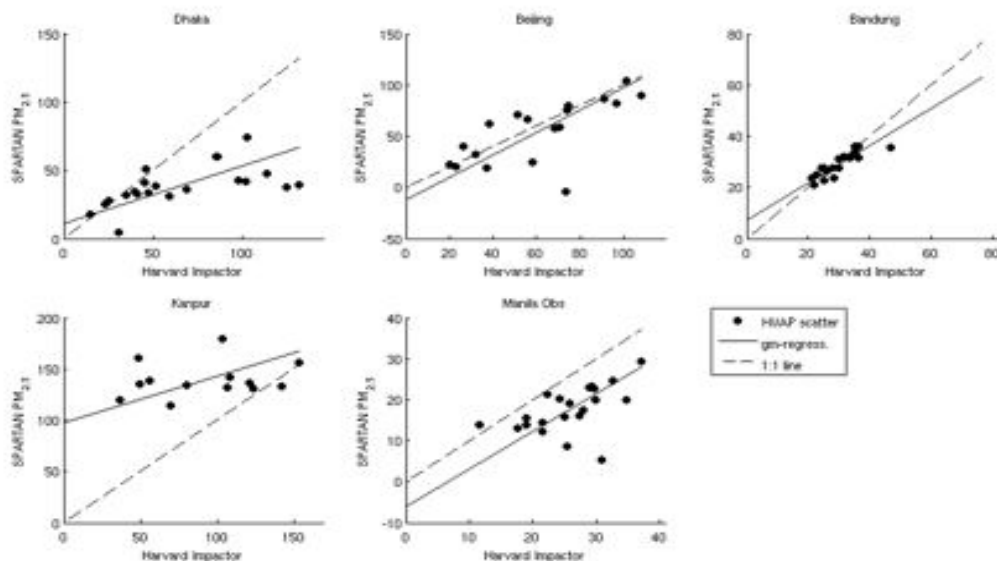 Dhaka
150
100
50
0
0 50 100
SPARTAN PM2.5
Harvard Impactor
Beijing
150
100
50
0
-50
0 20 40 60 80 100
SPARTAN PM2.5
Harvard Impactor
Bandung
80
60
40
20
0
0 20 40 60 80
SPARTAN PM2.5
Harvard Impactor
Kanpur
200
150
100
50
0
0 50 100 150
SPARTAN PM2.5
Harvard Impactor
Manila Obs
40
30
20
10
0
-10
0 10 20 30 40
SPARTAN PM2.5
Harvard Impactor
HVAP scatter
gm-regress.
1:1 line